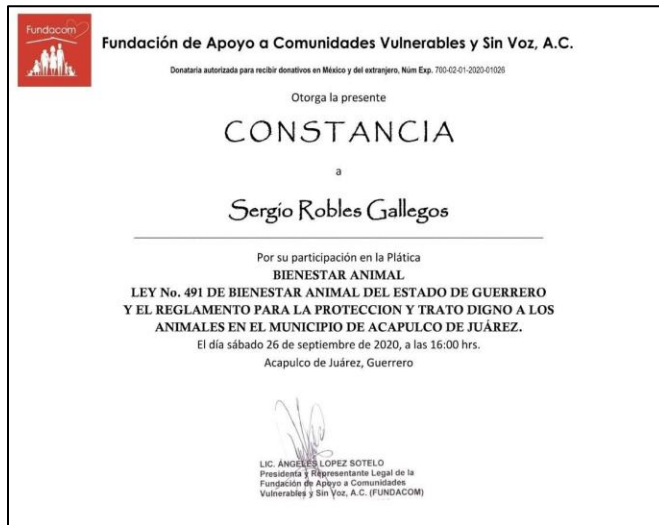 Fundacom
Fundación de Apoyo a Comunidades Vulnerables y Sin Voz, A.C.
Donataria autorizada para recibir donativos en México y del extranjero, Núm Exp. 700-02-01-2020-01026
Otorga la presente
CONSTANCIA
a
Sergio Robles Gallegos
Por su participación en la Plática
BIENESTAR ANIMAL
LEY No. 491 DE BIENESTAR ANIMAL DEL ESTADO DE GUERRERO
Y EL REGLAMENTO PARA LA PROTECCION Y TRATO DIGNO A LOS
ANIMALES EN EL MUNICIPIO DE ACAPULCO DE JUÁREZ.
El día sábado 26 de septiembre de 2020, a las 16:00 hrs.
Acapulco de Juárez, Guerrero
LIC. ÁNGELES LOPEZ SOTELO
Presidenta y Representante Legal de la
Fundación de Apoyo a Comunidades
Vulnerables y Sin Voz, A.C. (FUNDACOM)